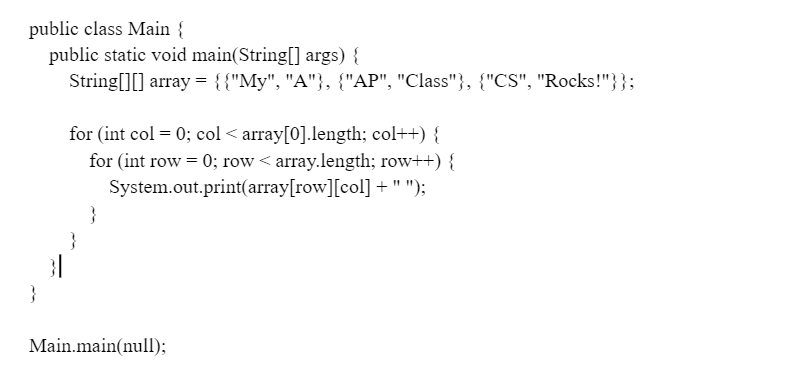 public class Main {
public static void main(String[] args) {
String[][] array = {{"My", "A"}, {"AP", "Class"}, {"CS", "Rocks!"}};
for (int col = 0; col < array[0].length; col++) {
for (int row = 0; row < array.length; row++) {
System.out.print(array[row][col] + " ");
}
}
}
}
Main.main(null);